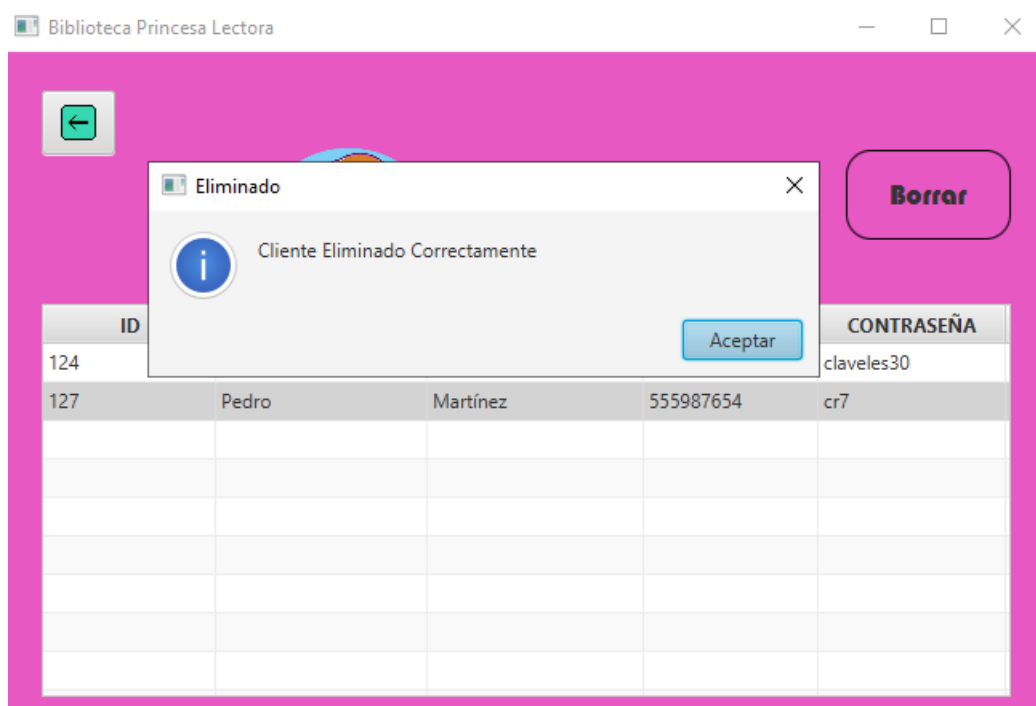 Biblioteca Princesa Lectora
Eliminado
Borrar
Cliente Eliminado Correctamente
Aceptar
ID CONTRASEÑA
124 claveles30
127 Pedro Martínez 555987654 cr7